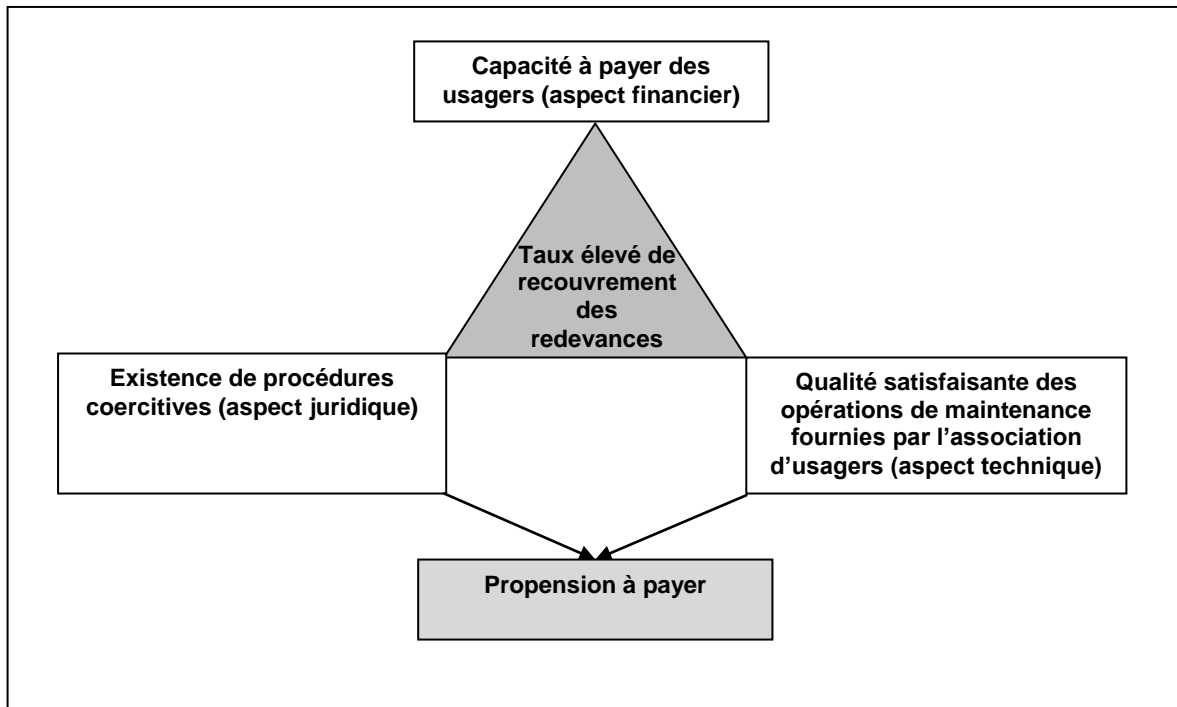 Capacité à payer des
usagers (aspect financier)
Taux élevé de
recouvrement
des
redevances
Existence de procédures
coercitives (aspect juridique)
Qualité satisfaisante des
opérations de maintenance
fournies par l’association
d’usagers (aspect technique)
Propension à payer